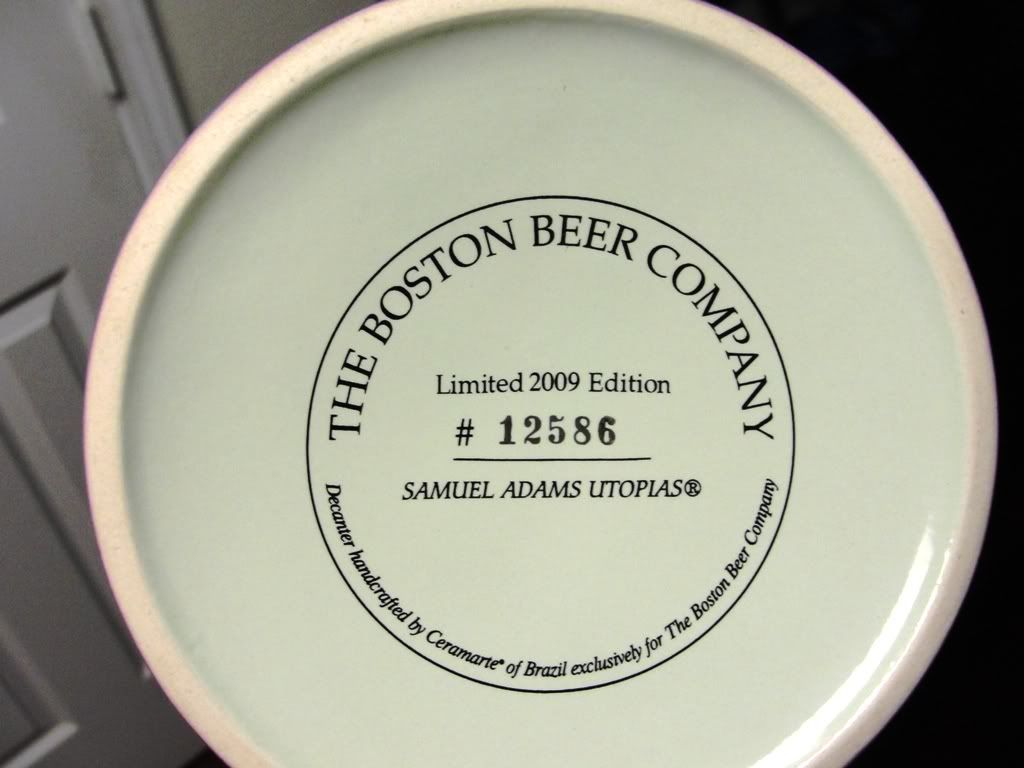 THE BOSTON BEER COMPANY
Limited 2009 Edition
# 12586
SAMUEL ADAMS UTOPIAS®
Decanter handcrafted by Ceramarte® of Brazil exclusively for The Boston Beer Company